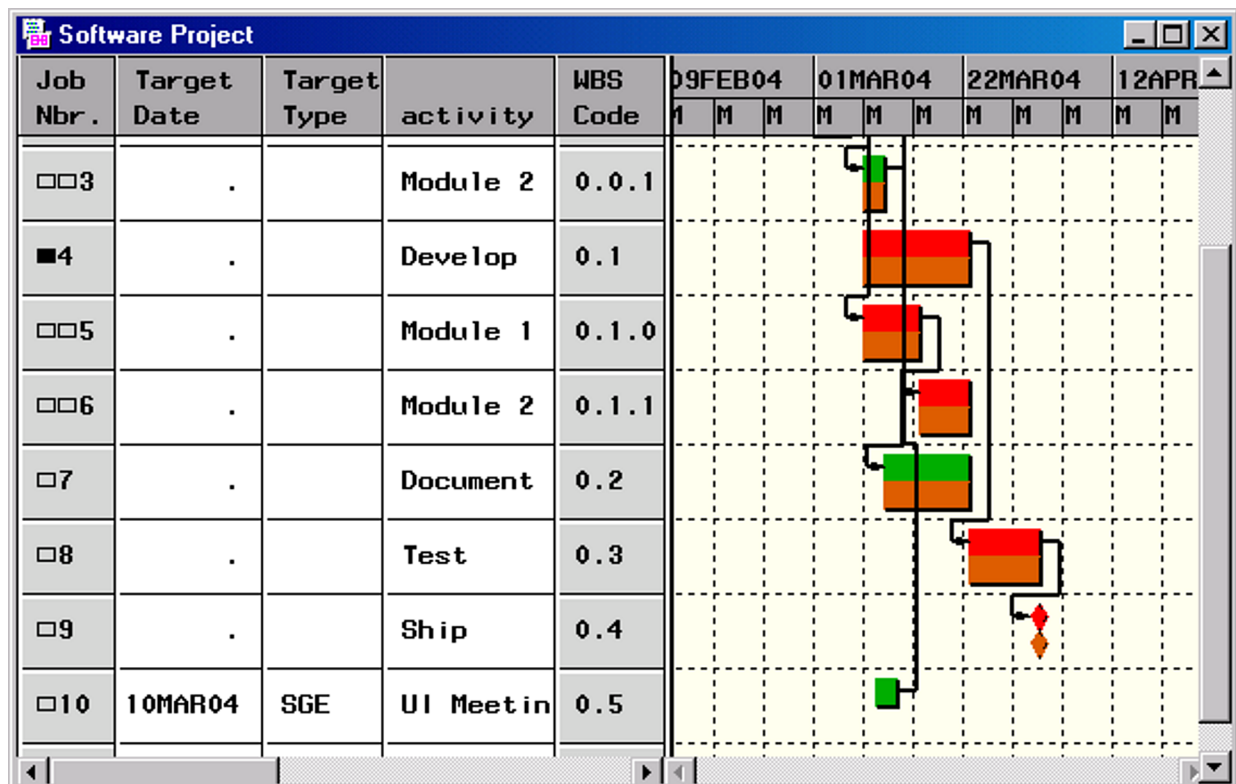 Software Project
Job Nbr. Target Date Target Type activity WBS Code 09FEB04 01MAR04 22MAR04 12APR
M M M M M M M M M M M
3 . Module 2 0.0.1
4 . Develop 0.1
5 . Module 1 0.1.0
6 . Module 2 0.1.1
7 . Document 0.2
8 . Test 0.3
9 . Ship 0.4
10 10MAR04 SGE UI Meetin 0.5